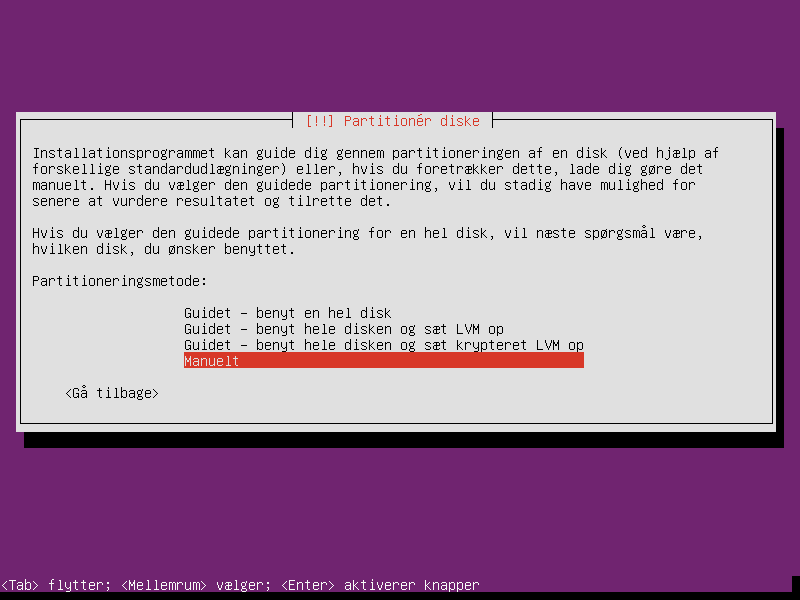 [!!] Partitionér diske
Installationsprogrammet kan guide dig gennem partitioneringen af en disk (ved hjælp af
forskellige standardudlægninger) eller, hvis du foretrækker dette, lade dig gøre det
manuelt. Hvis du vælger den guidede partitionering, vil du stadig have mulighed for
senere at vurdere resultatet og tilrette det.
Hvis du vælger den guidede partitionering for en hel disk, vil næste spørgsmål være,
hvilken disk, du ønsker benyttet.
Partitioneringsmetode:
Guidet - benyt en hel disk
Guidet - benyt hele disken og sæt LVM op
Guidet - benyt hele disken og sæt krypteret LVM op
Manuelt
<Gå tilbage>
<Tab> flytter; <Mellemrum> vælger; <Enter> aktiverer knapper